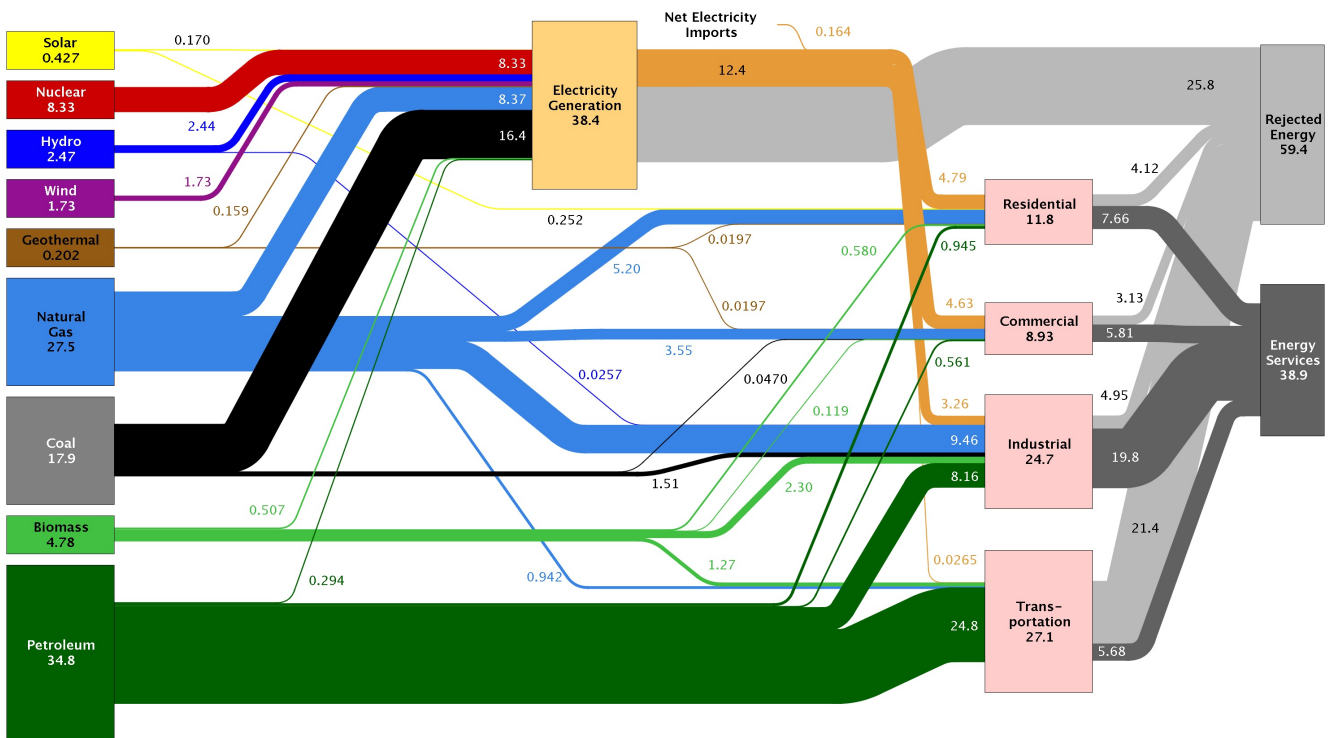 Net Electricity
Imports
0.164
Solar
0.427
0.170
Nuclear
8.33
8.33
Hydro
2.47
2.44
Wind
1.73
1.73
Geothermal
0.202
0.159
Natural
Gas
27.5
8.37
Coal
17.9
16.4
Biomass
4.78
0.507
Petroleum
34.8
0.294
Electricity
Generation
38.4
12.4
25.8
0.252
0.0197
5.20
0.0197
3.55
0.0257
0.0470
0.119
1.51
2.30
1.27
0.942
0.580
0.945
0.561
4.79
4.63
3.26
9.46
8.16
0.0265
24.8
Residential
11.8
4.12
7.66
Commercial
8.93
3.13
5.81
Industrial
24.7
4.95
19.8
Trans-
portation
27.1
21.4
5.68
Rejected
Energy
59.4
Energy
Services
38.9